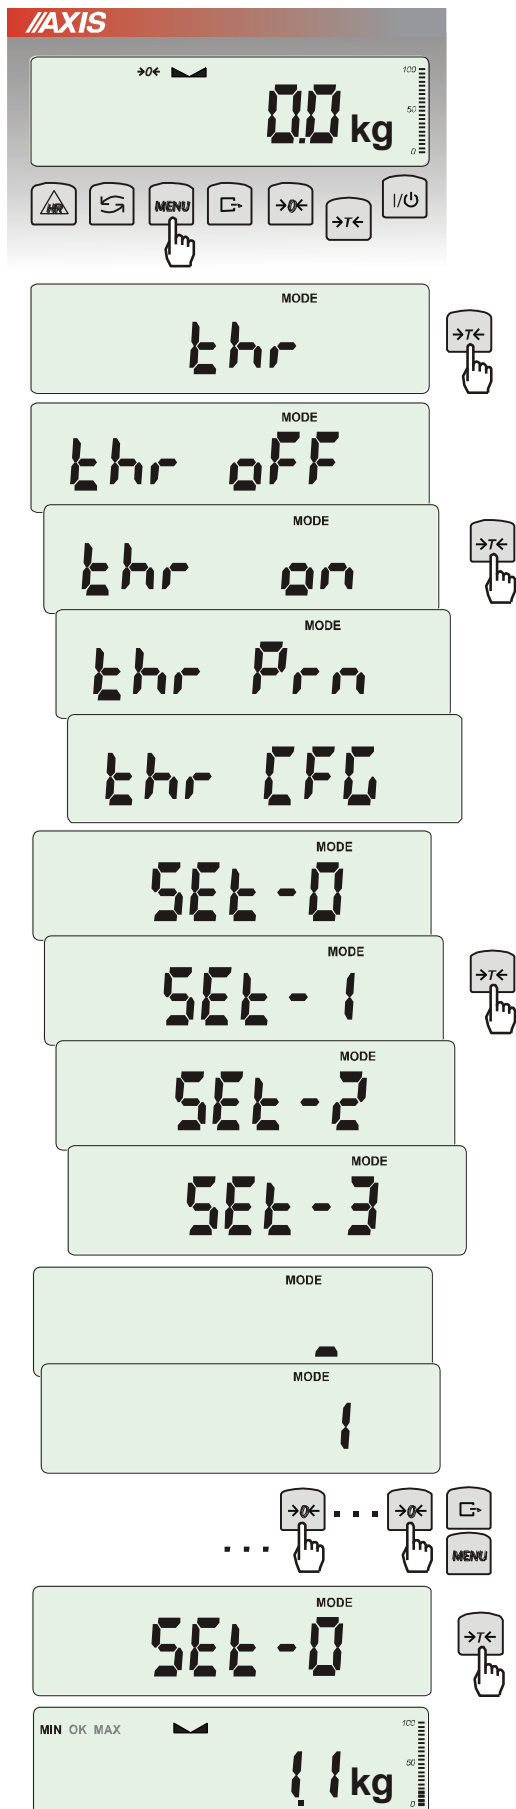 AXIS
→0←
100
50
0
0.0 kg
HR MENU →0← →T← I/⏻
MODE
thr
→T←
MODE
thr oFF
MODE
thr on
→T←
MODE
thr Prn
thr CFG
MODE
SEt-0
MODE
SEt-1
→T←
MODE
SEt-2
MODE
SEt-3
MODE
_
MODE
1
→0← ... →0←
...
MENU
MODE
SEt-0
→T←
MIN OK MAX
100
50
0
1.1 kg